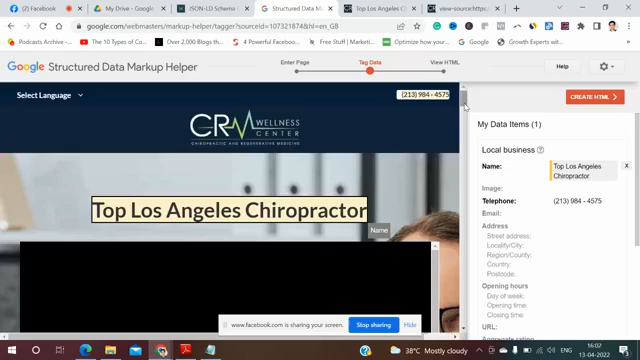 (2) Facebook
My Drive - Google
JSON-LD Schema
Structured Data Mar
Top Los Angeles Chirop
view-source:https:
google.com/webmasters/markup-helper/tagger?sourceId=107321874&hl=en_GB
Podcasts Archive -...
The 10 Types of Co...
Over 2,000 Blogs th...
4 Powerful Facebook...
Free Stuff | Marketi...
Optimize your onli...
Growth Experts wit...
Google Structured Data Markup Helper
Enter Page
Tag Data
View HTML
Help
Select Language
(213) 984 - 4575
CREATE HTML
CRM WELLNESS
CENTER
CHIROPRACTIC AND REGENERATIVE MEDICINE
My Data Items (1)
Local business
Name:
Top Los Angeles
Chiropractor
X
Image:
Telephone:
(213) 984 - 4575
Email:
Address
Street address:
Locality/City:
Region/County:
Country:
Postcode:
Opening hours
Day of week:
Opening time:
Closing time:
URL:
Aggregate rating
Top Los Angeles Chiropractor
Name
www.facebook.com is sharing your screen.
Stop sharing
Hide
38°C Mostly cloudy
ENG
16:02
13-04-2022